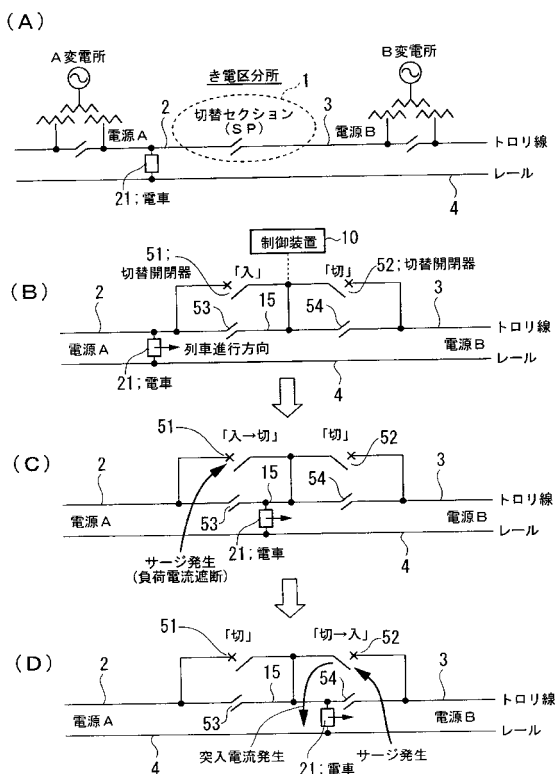 (A)
A変電所
B変電所
き電区分所
1
電源A
2
切替セクション
(SP)
3
電源B
トロリ線
レール
21;電車
4
制御装置
10
51;
切替開閉器
「入」
「切」
52;切替開閉器
(B)
2
53
15
54
3
トロリ線
電源A
列車進行方向
電源B
レール
21;電車
4
51
「入→切」
「切」
52
(C)
2
15
54
3
トロリ線
電源A
53
電源B
レール
サージ発生
(負荷電流遮断)
21;電車
4
51
「切」
「切→入」
52
(D)
2
15
54
3
トロリ線
電源A
53
電源B
レール
4
突入電流発生
サージ発生
21;電車